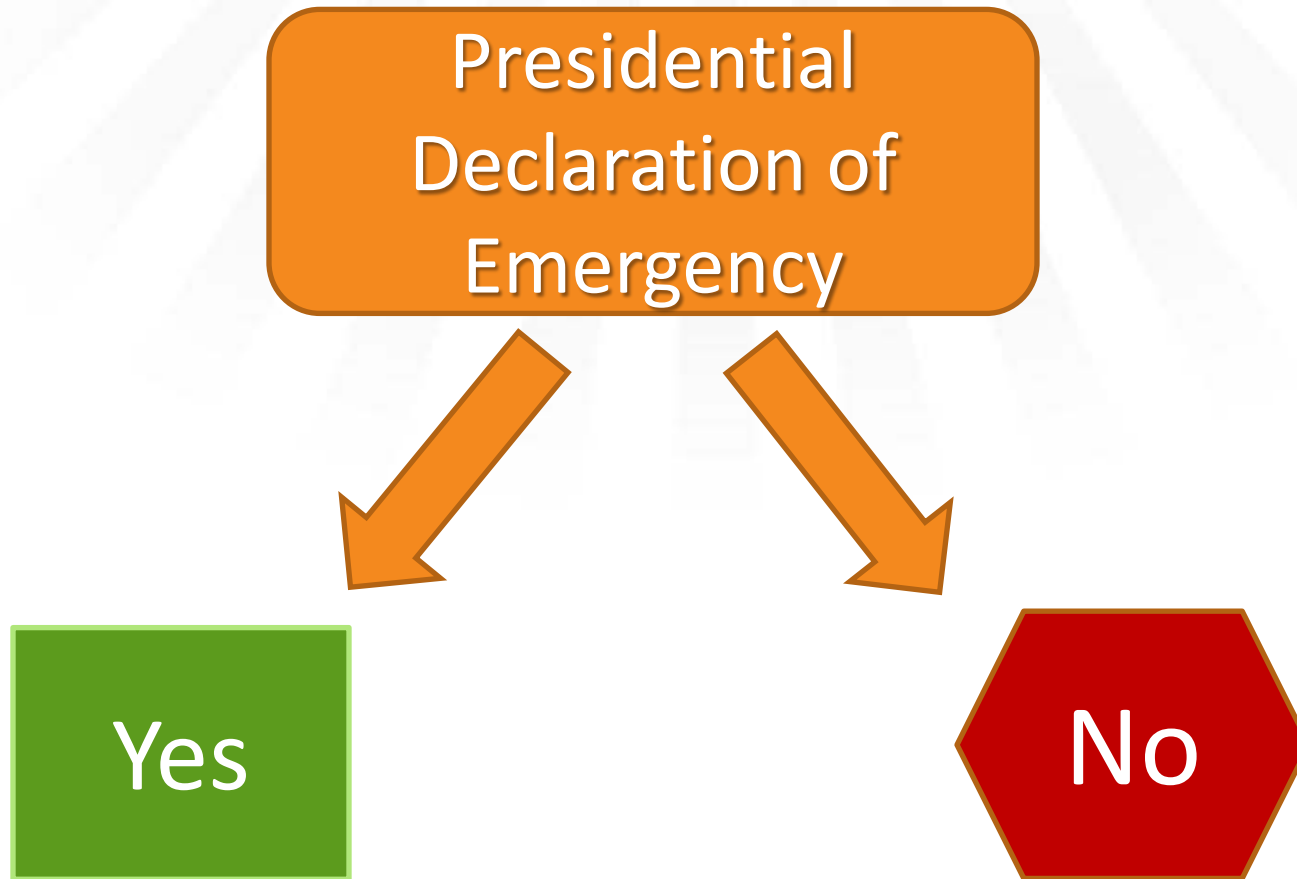 Presidential
Declaration of
Emergency
Yes
No